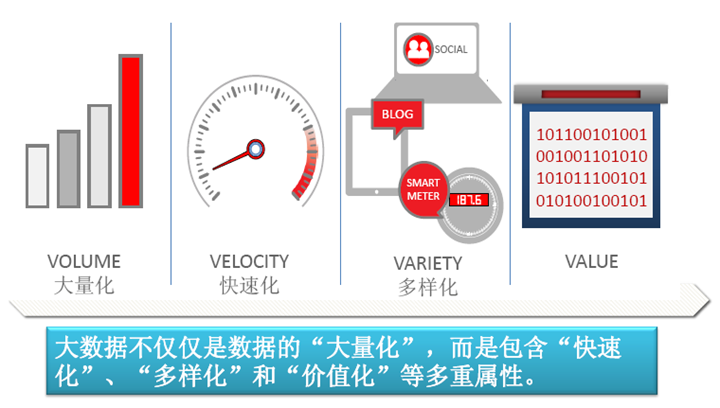 SOCIAL
BLOG
SMART
METER
187.6
101100101001
001001101010
101011100101
010100100101
VOLUME
大量化
VELOCITY
快速化
VARIETY
多样化
VALUE
大数据不仅仅是数据的“大量化”，而是包含“快速
化”、“多样化”和“价值化”等多重属性。